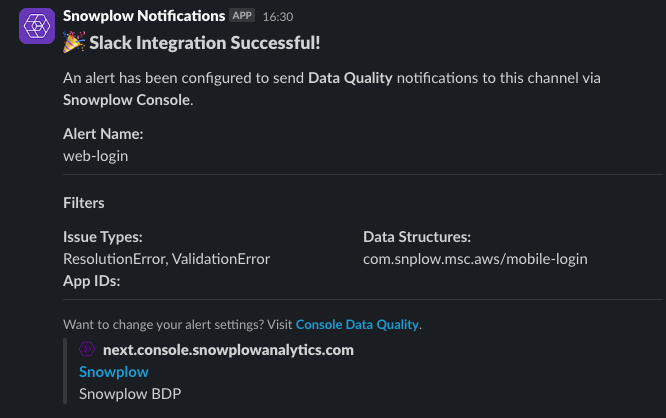 Snowplow Notifications APP 16:30
Slack Integration Successful!
An alert has been configured to send Data Quality notifications to this channel via
Snowplow Console.
Alert Name:
web-login
Filters
Issue Types:
ResolutionError, ValidationError
Data Structures:
com.snplow.msc.aws/mobile-login
App IDs:
Want to change your alert settings? Visit Console Data Quality.
next.console.snowplowanalytics.com
Snowplow
Snowplow BDP